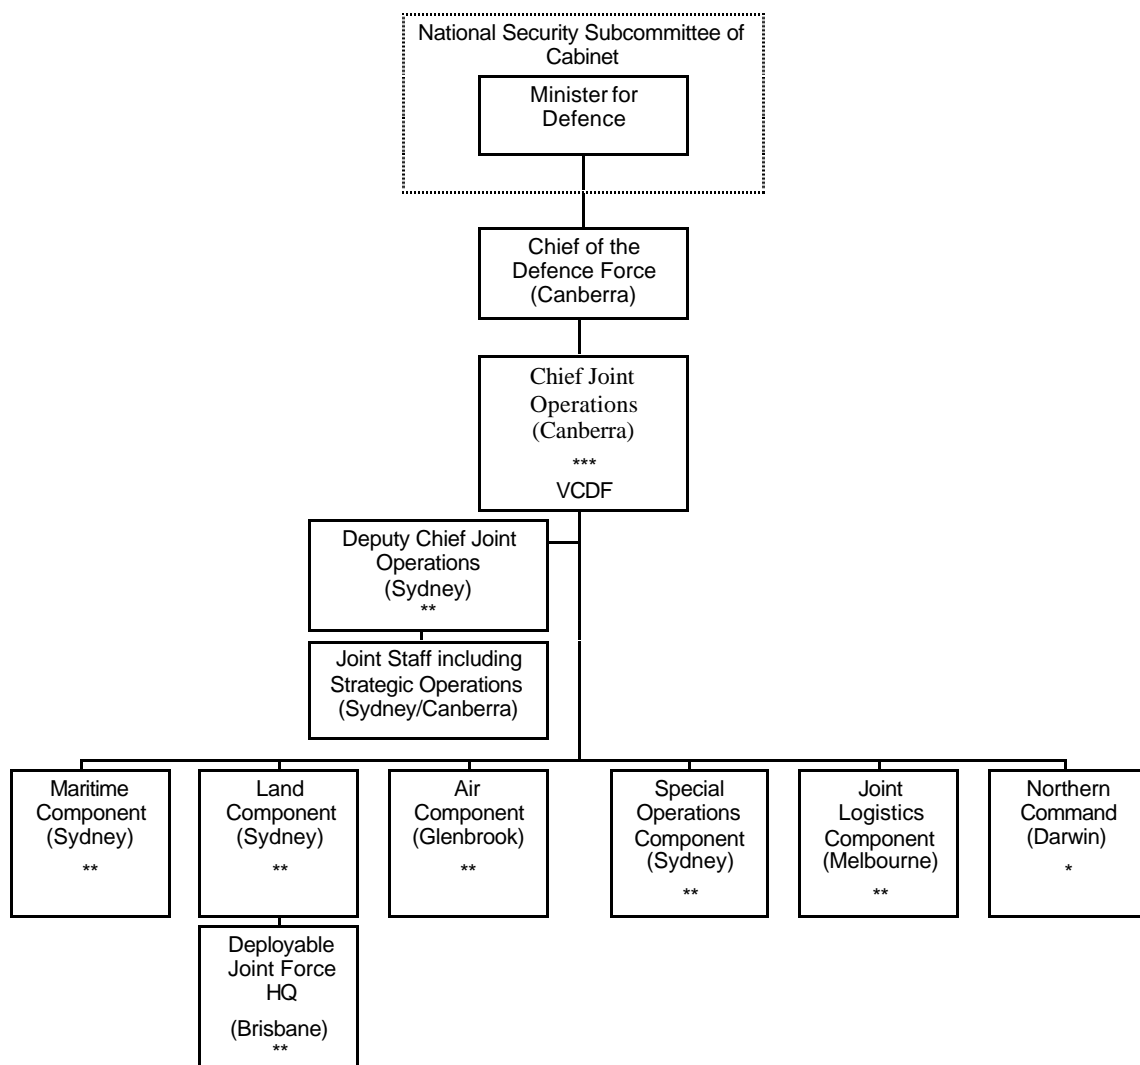 National Security Subcommittee of
Cabinet
Minister for
Defence
Chief of the
Defence Force
(Canberra)
Chief Joint
Operations
(Canberra)
***
VCDF
Deputy Chief Joint
Operations
(Sydney)
**
Joint Staff including
Strategic Operations
(Sydney/Canberra)
Maritime
Component
(Sydney)
**
Land
Component
(Sydney)
**
Air
Component
(Glenbrook)
**
Special
Operations
Component
(Sydney)
**
Joint
Logistics
Component
(Melbourne)
**
Northern
Command
(Darwin)
*
Deployable
Joint Force
HQ
(Brisbane)
**